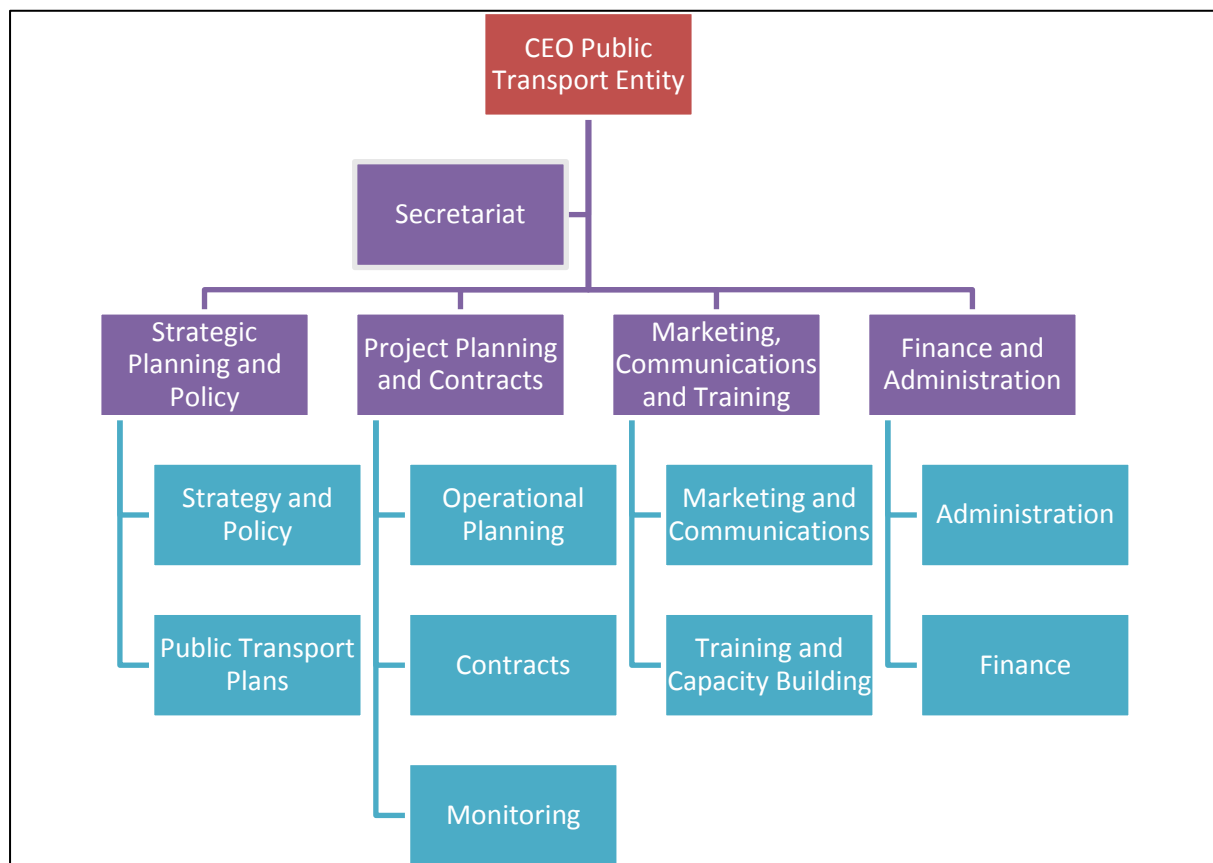 CEO Public
Transport Entity
Secretariat
Strategic
Planning and
Policy
Project Planning
and Contracts
Marketing,
Communications
and Training
Finance and
Administration
Strategy and
Policy
Operational
Planning
Marketing and
Communications
Administration
Public Transport
Plans
Contracts
Training and
Capacity Building
Finance
Monitoring